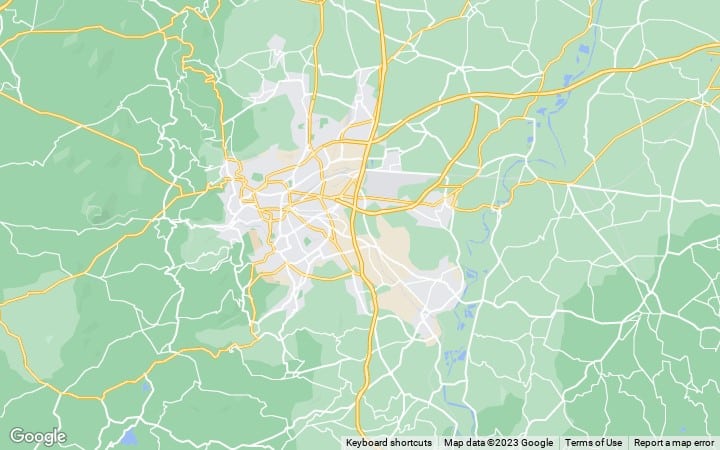 Google
Keyboard shortcuts
Map data ©2023 Google
Terms of Use
Report a map error